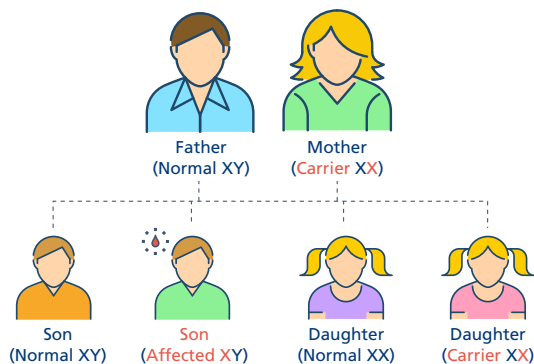 Father
(Normal XY)
Mother
(Carrier XX)
Son
(Normal XY)
Son
(Affected XY)
Daughter
(Normal XX)
Daughter
(Carrier XX)